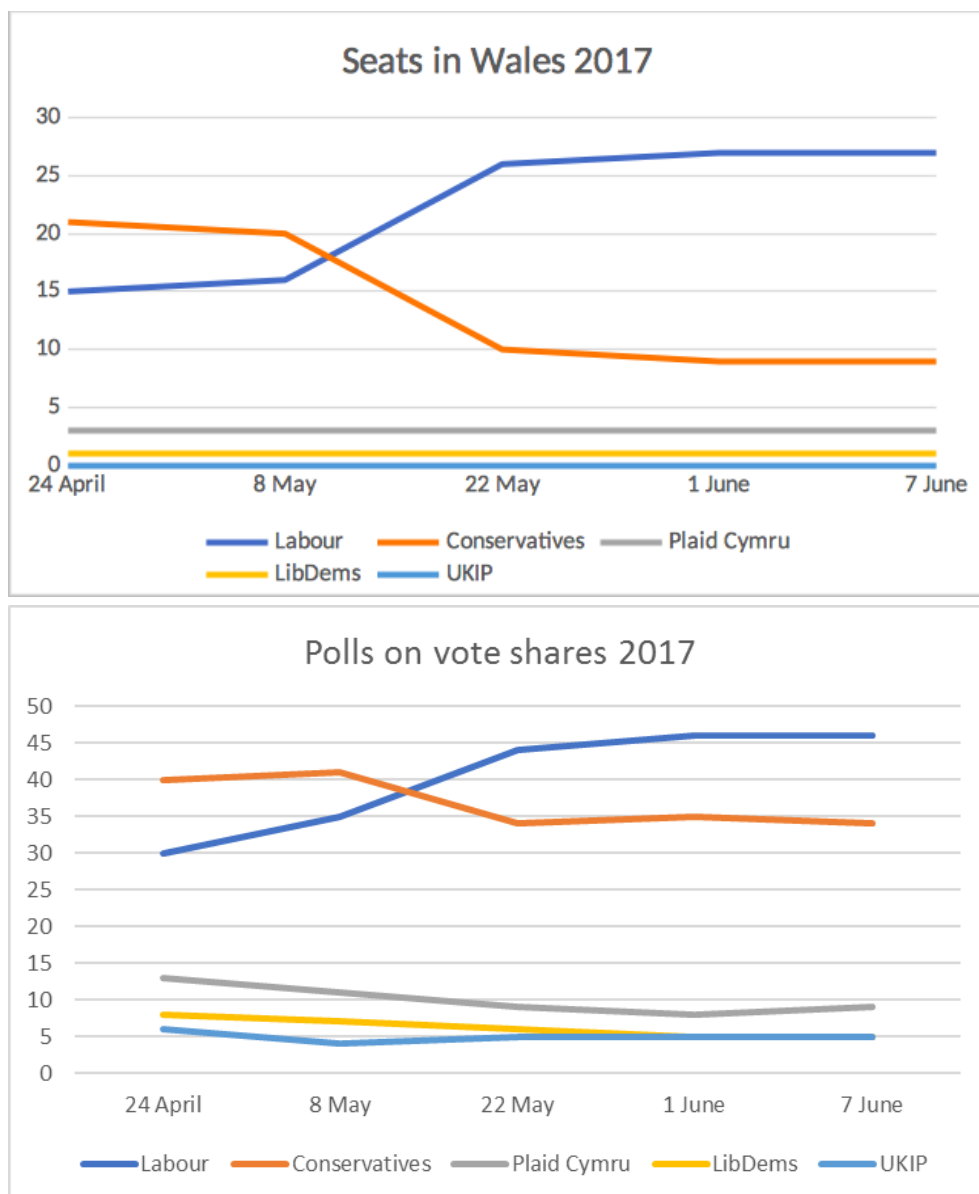 Seats in Wales 2017
30
25
20
15
10
5
0
24 April 8 May 22 May 1 June 7 June
Labour Conservatives Plaid Cymru
LibDems UKIP
Polls on vote shares 2017
50
45
40
35
30
25
20
15
10
5
0
24 April 8 May 22 May 1 June 7 June
Labour Conservatives Plaid Cymru LibDems UKIP